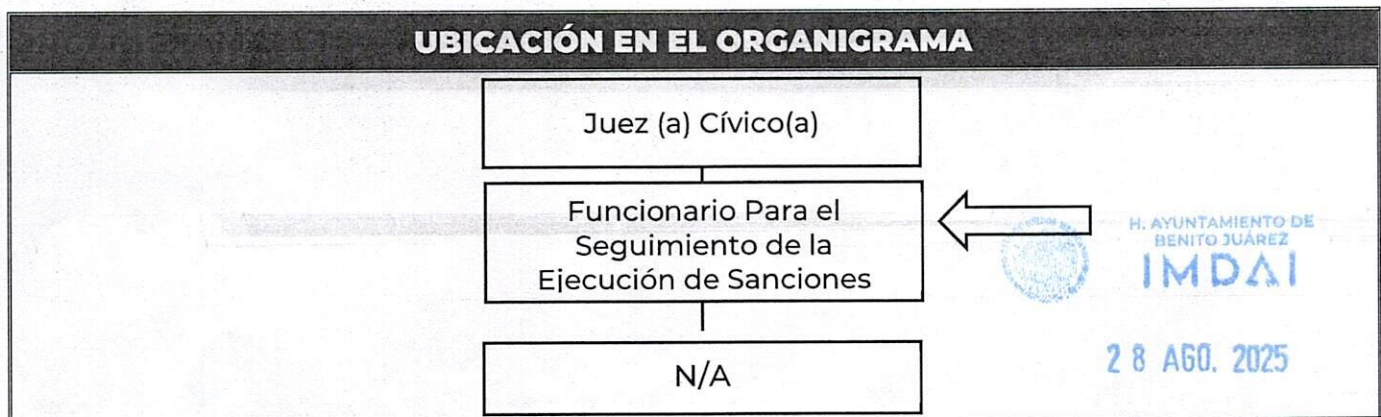 UBICACIÓN EN EL ORGANIGRAMA
Juez (a) Cívico(a)
Funcionario Para el
Seguimiento de la
Ejecución de Sanciones
H. AYUNTAMIENTO DE
BENITO JUÁREZ
IMDAI
28 AGO. 2025
N/A